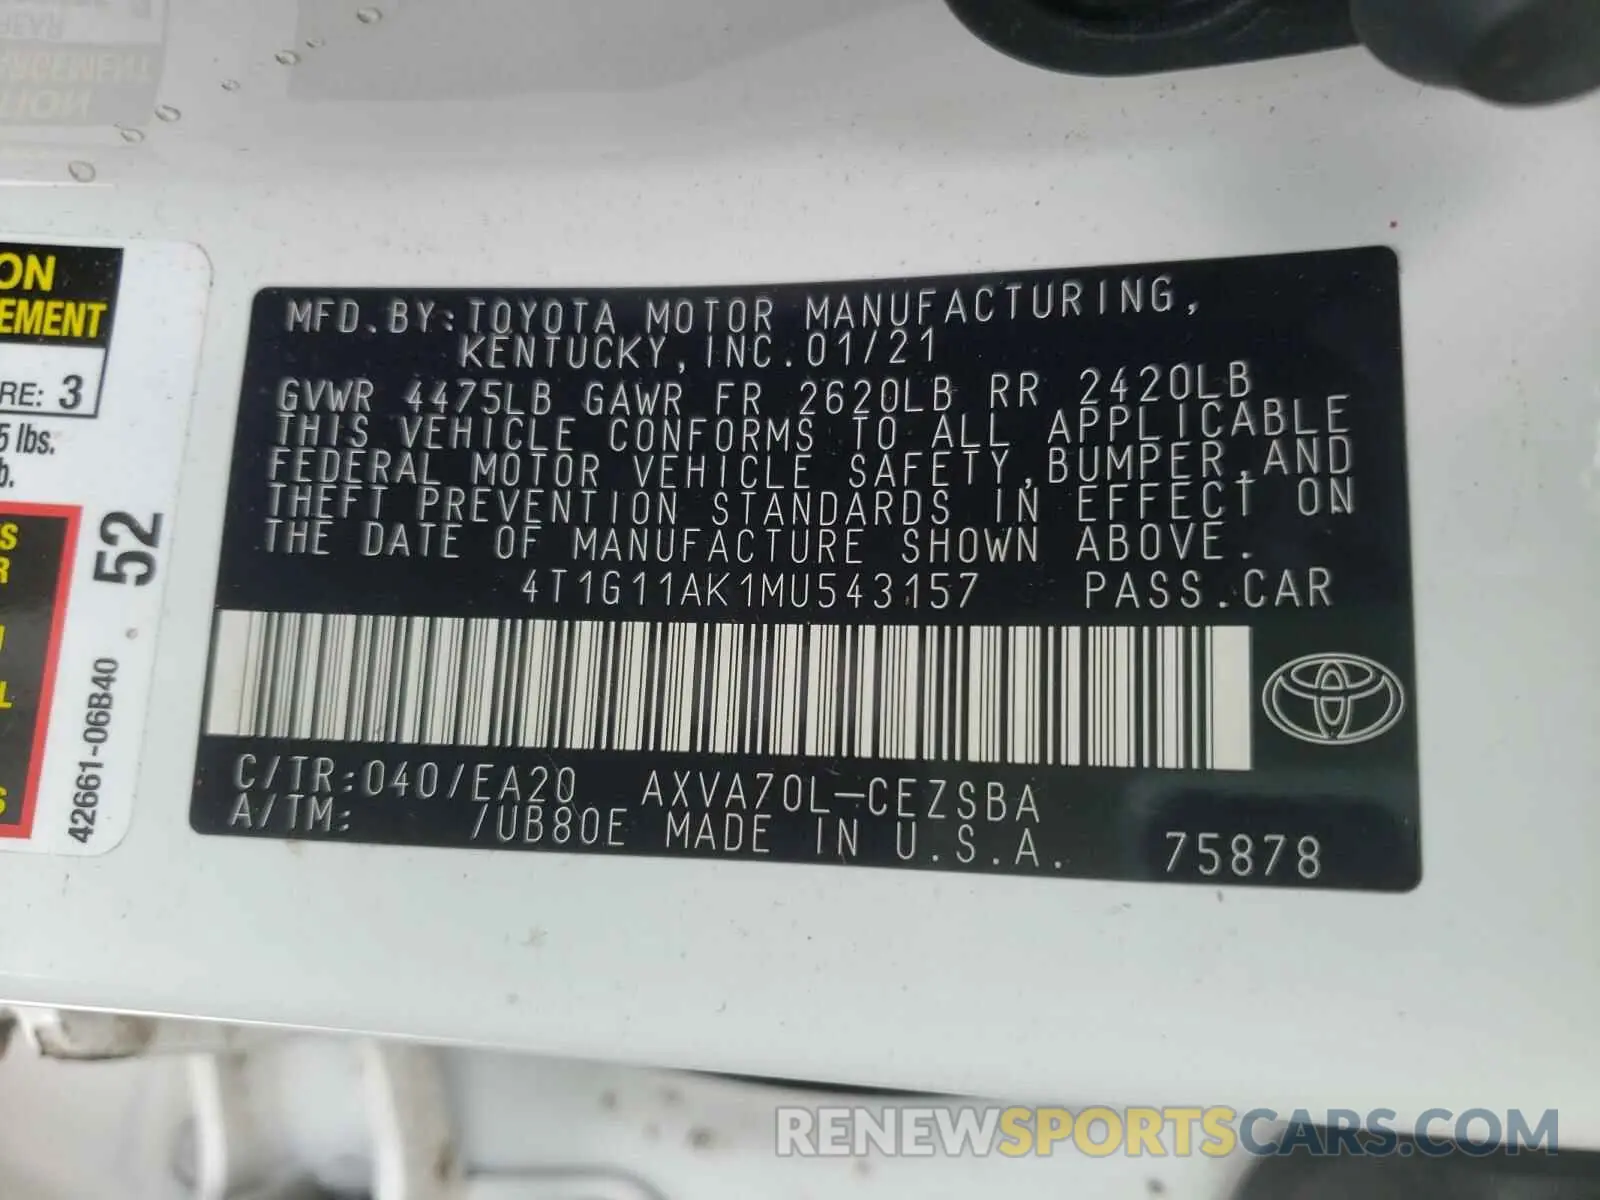 ON
EMENT
RE: 3
5 lbs.
b.
S
R
L
S
52
42661-06B40
MFD. BY: TOYOTA MOTOR MANUFACTURING,
KENTUCKY, INC. 01/21
GVWR 4475LB GAWR FR 2620LB RR 2420LB
THIS VEHICLE CONFORMS TO ALL APPLICABLE
FEDERAL MOTOR VEHICLE SAFETY, BUMPER, AND
THEFT PREVENTION STANDARDS IN EFFECT ON
THE DATE OF MANUFACTURE SHOWN ABOVE.
4T1G11AK1MU543157 PASS. CAR
C/TR: 040/EA20 AXVA70L-CEZSBA
A/TM: /UB80E MADE IN U.S.A. 75878
RENEWSPORTSCARS.COM